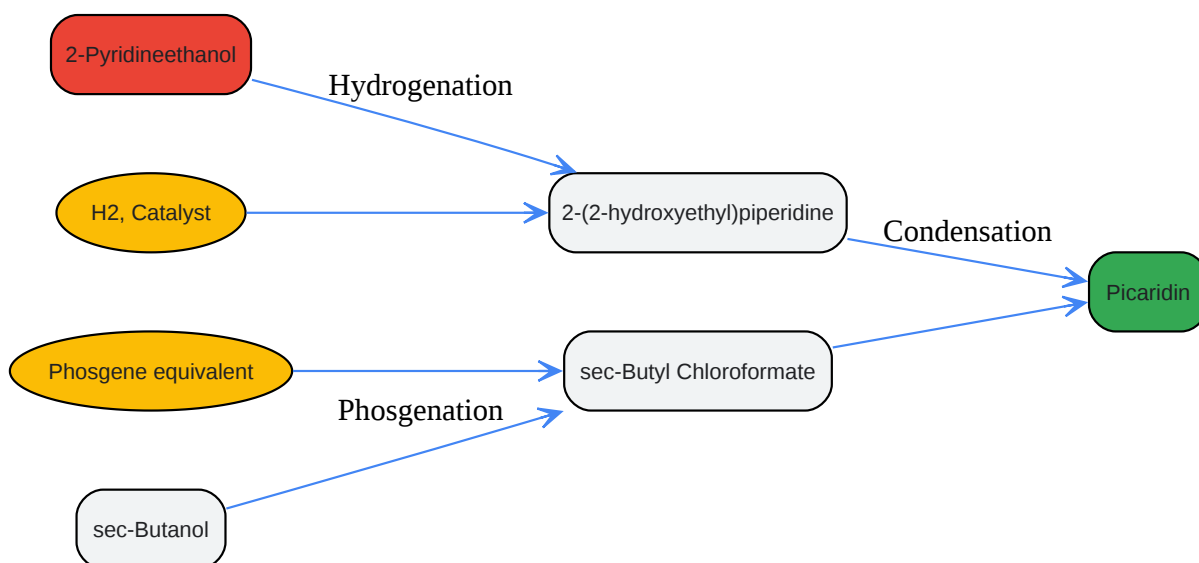 2-Pyridineethanol
Hydrogenation
H2, Catalyst
2-(2-hydroxyethyl)piperidine
Condensation
Picaridin
Phosgene equivalent
sec-Butyl Chloroformate
Phosgenation
sec-Butanol